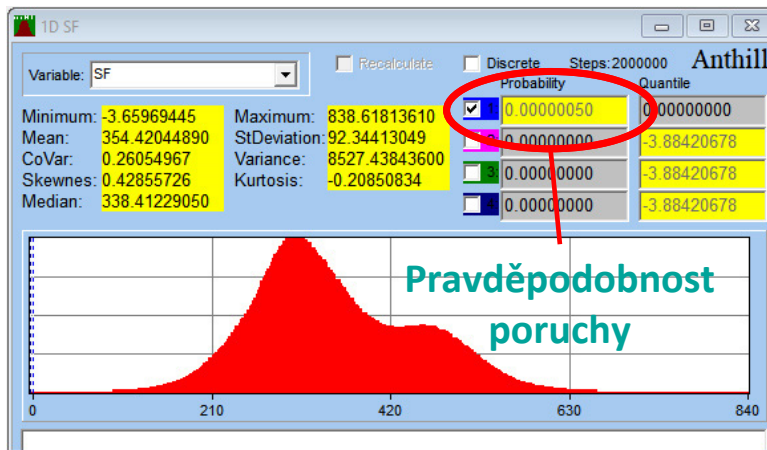 1D SF
Variable: SF
Recalculate
Discrete Steps:2000000 Anthill
Probability Quantile
1: 0.00000050 0.00000000
Minimum: -3.65969445 Maximum: 838.61813610
Mean: 354.42044890 StDeviation: 92.34413049
0.00000000 -3.88420678
CoVar: 0.26054967 Variance: 8527.43843600
3: 0.00000000 -3.88420678
Skewnes: 0.42855726 Kurtosis: -0.20850834
Median: 338.41229050
0.00000000 -3.88420678
Pravděpodobnost
poruchy
0 210 420 630 840